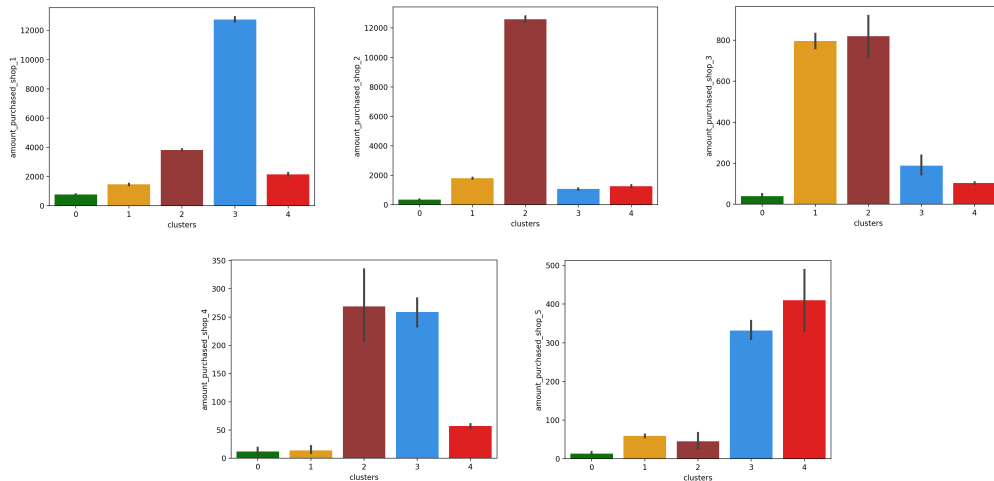 amount_purchased_shop_1
12000
10000
8000
6000
4000
2000
0
0 1 2 3 4
clusters
amount_purchased_shop_2
12000
10000
8000
6000
4000
2000
0
0 1 2 3 4
clusters
amount_purchased_shop_3
800
600
400
200
0
0 1 2 3 4
clusters
amount_purchased_shop_4
350
300
250
200
150
100
50
0
0 1 2 3 4
clusters
amount_purchased_shop_5
500
400
300
200
100
0
0 1 2 3 4
clusters